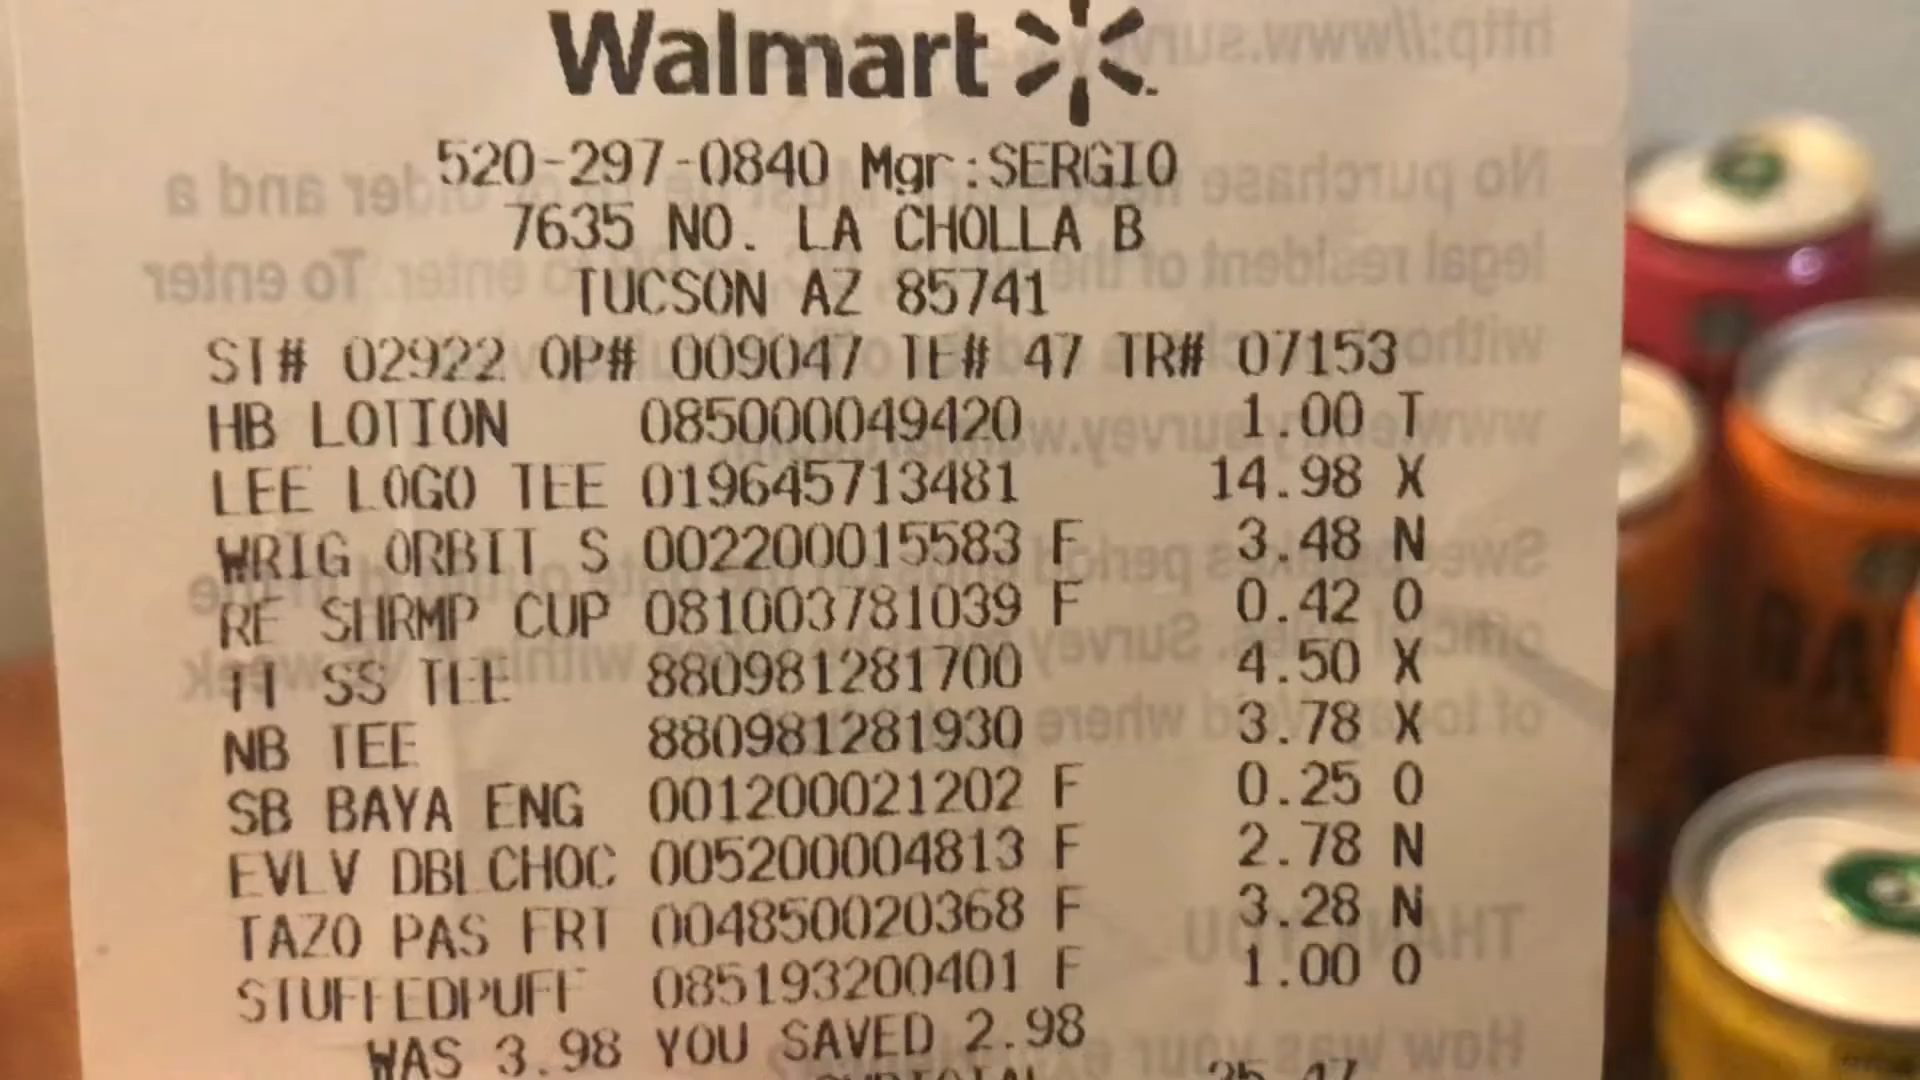 Walmart
520-297-0840 Mgr:SERGIO
7635 NO. LA CHOLLA B
TUCSON AZ 85741
ST# 02922 OP# 009047 TE# 47 TR# 07153
HB LOTION 085000049420 1.00 T
LEE LOGO TEE 019645713481 14.98 X
WRIG ORBIT S 002200015583 F 3.48 N
RE SHRMP CUP 081003781039 F 0.42 O
TT SS TEE 880981281700 4.50 X
NB TEE 880981281930 3.78 X
SB BAYA ENG 001200021202 F 0.25 O
EVLV DBLCHOC 005200004813 F 2.78 N
TAZO PAS FRT 004850020368 F 3.28 N
STUFFEDPUFF 085193200401 F 1.00 O
WAS 3.98 YOU SAVED 2.98
SUBTOTAL 35.47